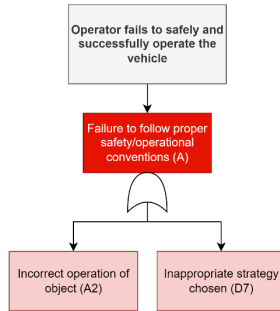 Operator fails to safely and
successfully operate the
vehicle
Failure to follow proper
safety/operational
conventions (A)
Incorrect operation of
object (A2)
Inappropriate strategy
chosen (D7)